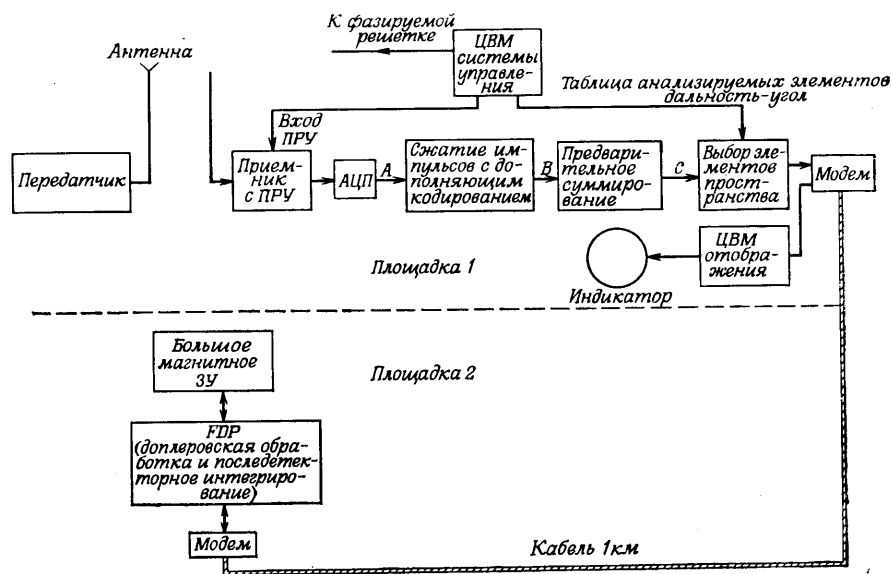 К фазируемой
решетке
ЦВМ
системы
управления
Антенна
Таблица анализируемых элементов
дальность-угол
Вход
ПРУ
Передатчик
Прием-
ник
с ПРУ
АЦП
А
Сжатие им-
пульсов с до-
полняющим
кодированием
В
Предвари-
тельное
суммиро-
вание
С
Выбор эле-
ментов
прост-
ранства
Модем
ЦВМ
отобра-
жения
Индикатор
Площадка 1
Большое
магнитное
ЗУ
Площадка 2
FDP
(доплеровская обра-
ботка и последетек-
торное интегриро-
вание)
Модем
Кабель 1км